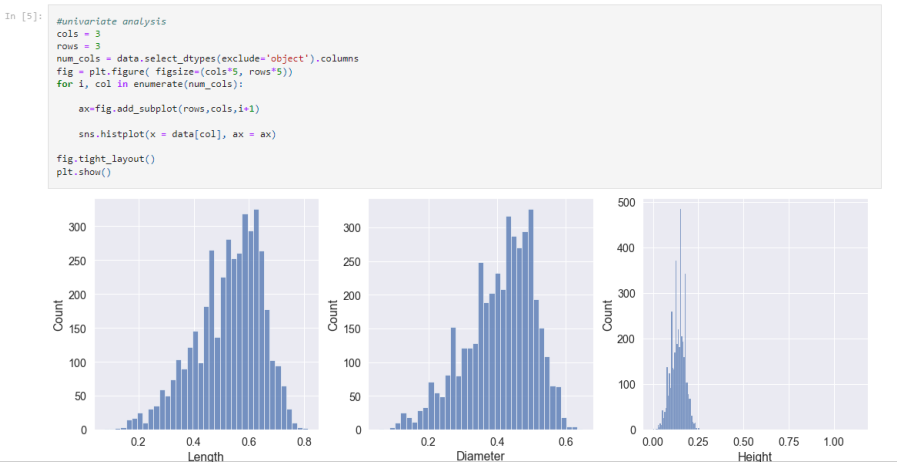 In [5]:
#univariate analysis
cols = 3
rows = 3
num_cols = data.select_dtypes(exclude='object').columns
fig = plt.figure( figsize=(cols*5, rows*5))
for i, col in enumerate(num_cols):
ax=fig.add_subplot(rows,cols,i+1)
sns.histplot(x = data[col], ax = ax)
fig.tight_layout()
plt.show()
300
250
200
150
100
50
0
Count
0.2 0.4 0.6 0.8
Length
300
250
200
150
100
50
0
Count
0.2 0.4 0.6
Diameter
500
400
300
200
100
0
Count
0.00 0.25 0.50 0.75 1.00
Height